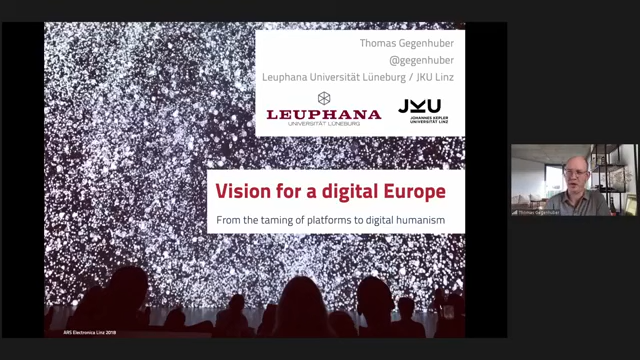 Thomas Gegenhuber
@gegenhuber
Leuphana Universität Lüneburg / JKU Linz
LEUPHANA
UNIVERSITÄT LÜNEBURG
JKU
JOHANNES KEPLER
UNIVERSITÄT LINZ
Vision for a digital Europe
From the taming of platforms to digital humanism
ARS Electronica Linz 2018
Thomas Gegenhuber